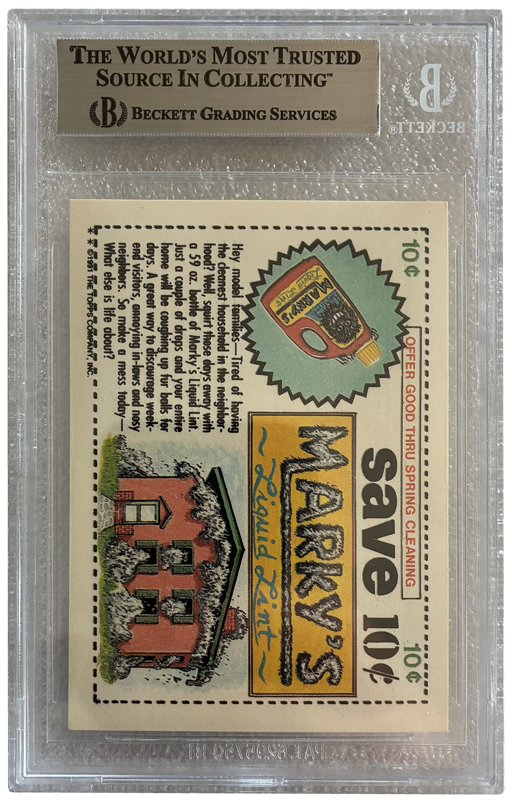 THE WORLD'S MOST TRUSTED
SOURCE IN COLLECTING™
B BECKETT GRADING SERVICES
B
BECKETT®
10¢ OFFER GOOD THRU SPRING CLEANING 10¢
save 10¢
MARKY'S
~Liquid Lint~
MARKY'S
Liquid Lint
Hey model families—Tired of having
the cleanest household in the neighbor-
hood? Well, squirt those days away with
a 59 oz. bottle of Marky's Liquid Lint.
Just a couple of drops and your entire
home will be coughing up fur balls for
days. A great way to discourage week-
end visitors, annoying in-laws and nosy
neighbors. So make a mess today—
What else is life about?
**©1991 THE TOPPS COMPANY, INC.